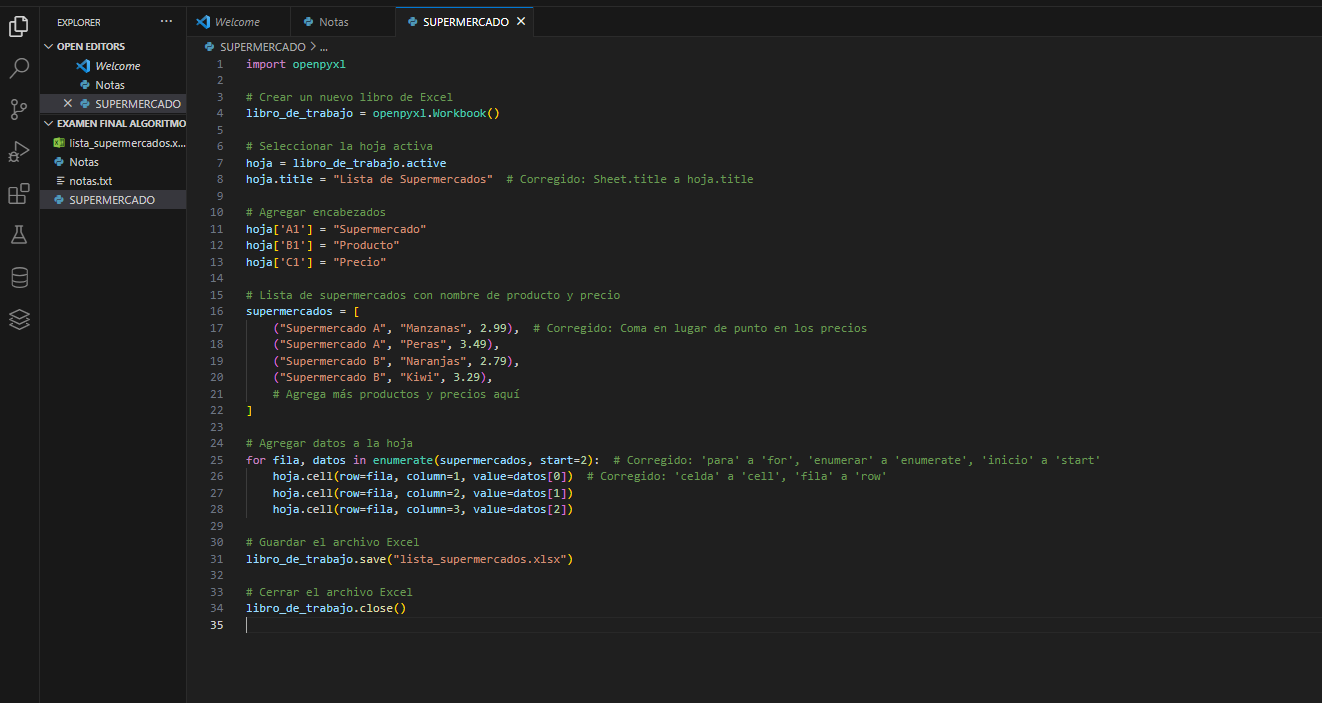 EXPLORER
OPEN EDITORS
Welcome
Notas
SUPERMERCADO
EXAMEN FINAL ALGORITMO
lista_supermercados.x...
Notas
notas.txt
SUPERMERCADO
Welcome
Notas
SUPERMERCADO
SUPERMERCADO > ...
1 import openpyxl
2
3 # Crear un nuevo libro de Excel
4 libro_de_trabajo = openpyxl.Workbook()
5
6 # Seleccionar la hoja activa
7 hoja = libro_de_trabajo.active
8 hoja.title = "Lista de Supermercados"  # Corregido: Sheet.title a hoja.title
9
10 # Agregar encabezados
11 hoja['A1'] = "Supermercado"
12 hoja['B1'] = "Producto"
13 hoja['C1'] = "Precio"
14
15 # Lista de supermercados con nombre de producto y precio
16 supermercados = [
17     ("Supermercado A", "Manzanas", 2.99),  # Corregido: Coma en lugar de punto en los precios
18     ("Supermercado A", "Peras", 3.49),
19     ("Supermercado B", "Naranjas", 2.79),
20     ("Supermercado B", "Kiwi", 3.29),
21     # Agrega más productos y precios aquí
22 ]
23
24 # Agregar datos a la hoja
25 for fila, datos in enumerate(supermercados, start=2):  # Corregido: 'para' a 'for', 'enumerar' a 'enumerate', 'inicio' a 'start'
26     hoja.cell(row=fila, column=1, value=datos[0])  # Corregido: 'celda' a 'cell', 'fila' a 'row'
27     hoja.cell(row=fila, column=2, value=datos[1])
28     hoja.cell(row=fila, column=3, value=datos[2])
29
30 # Guardar el archivo Excel
31 libro_de_trabajo.save("lista_supermercados.xlsx")
32
33 # Cerrar el archivo Excel
34 libro_de_trabajo.close()
35